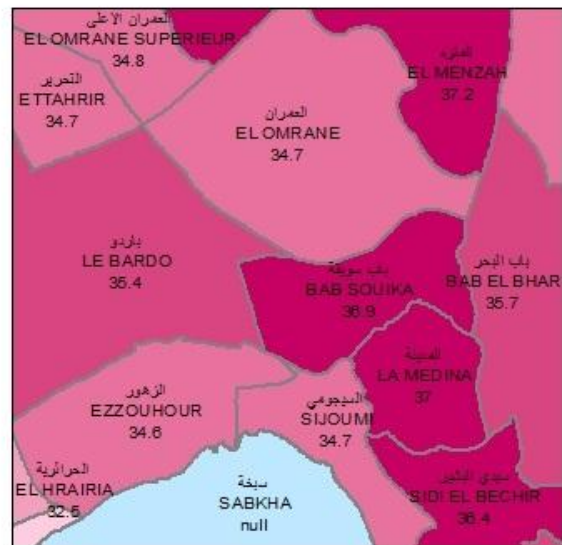 العمران الاعلى
EL OMRANE SUPERIEUR
34.8
المنزه
EL MENZAH
37.2
التحرير
ETTAHRIR
34.7
العمران
EL OMRANE
34.7
باردو
LE BARDO
35.4
باب سويقة
BAB SOUIKA
36.9
باب البحر
BAB EL BHAR
35.7
المدينة
LA MEDINA
37
الزهور
EZZOUHOUR
34.6
السيجومي
SIJOUMI
34.7
الحرائرية
EL HRAIRIA
32.5
سبخة
SABKHA
null
سيدي البشير
SIDI EL BECHIR
36.4